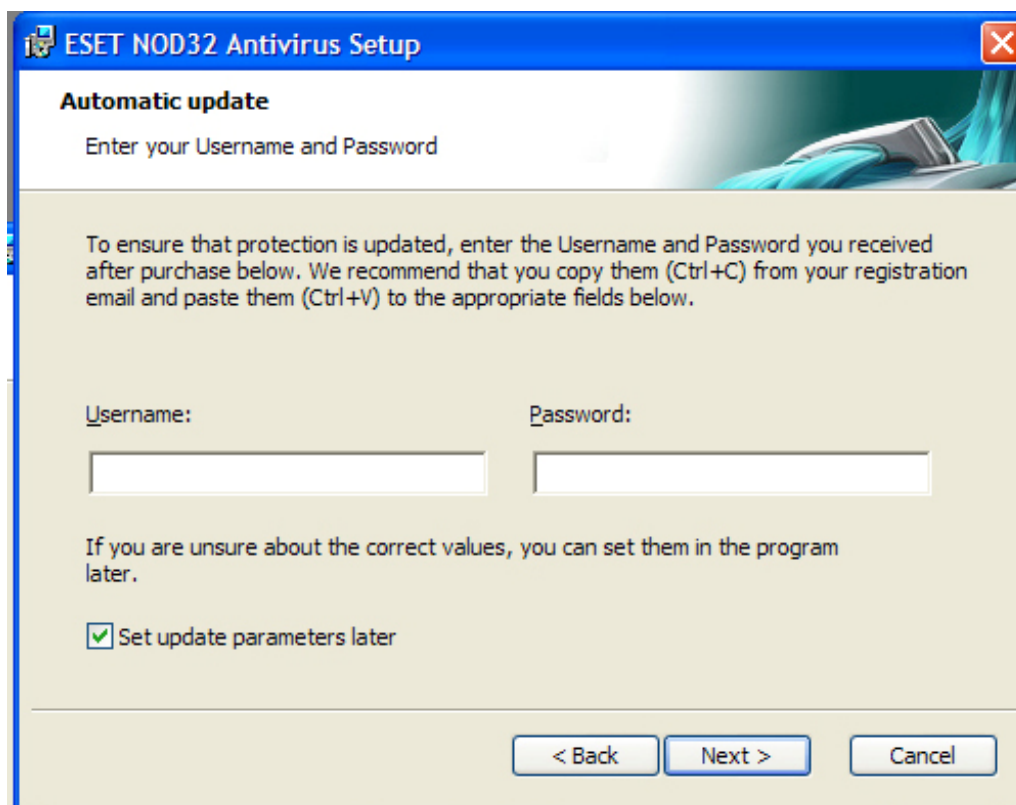 ESET NOD32 Antivirus Setup
Automatic update
Enter your Username and Password
To ensure that protection is updated, enter the Username and Password you received
after purchase below. We recommend that you copy them (Ctrl+C) from your registration
email and paste them (Ctrl+V) to the appropriate fields below.
Username: Password:
If you are unsure about the correct values, you can set them in the program
later.
Set update parameters later
< Back Next > Cancel